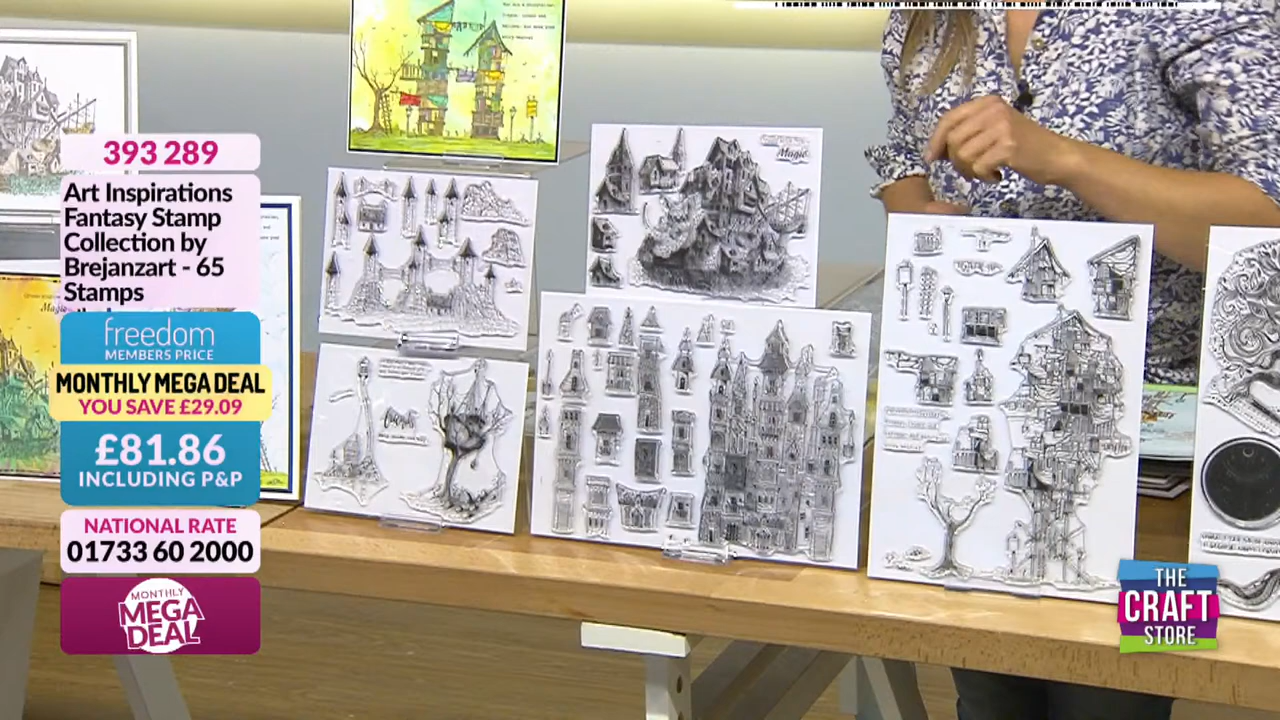 393 289
Art Inspirations
Fantasy Stamp
Collection by
Brejanzart - 65
Stamps
freedom
MEMBERS PRICE
MONTHLY MEGA DEAL
YOU SAVE £29.09
£81.86
INCLUDING P&P
NATIONAL RATE
01733 60 2000
MONTHLY
MEGA
DEAL
Magic
Magic
THE
CRAFT
STORE